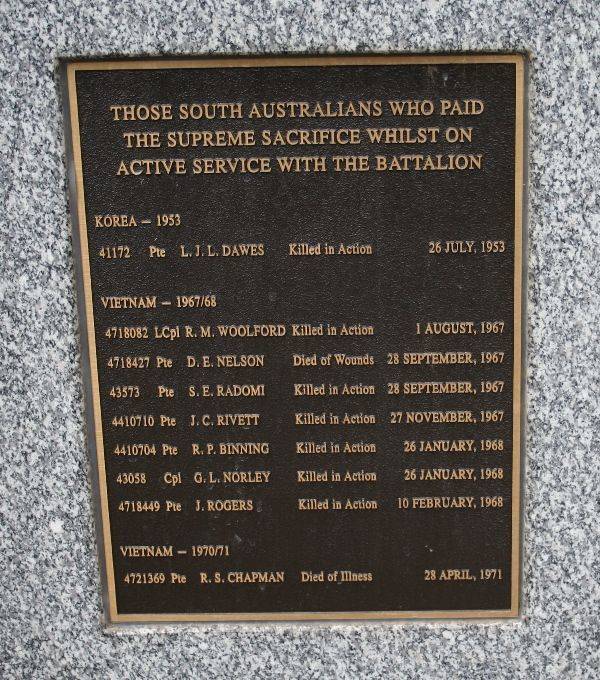 THOSE SOUTH AUSTRALIANS WHO PAID
THE SUPREME SACRIFICE WHILST ON
ACTIVE SERVICE WITH THE BATTALION
KOREA – 1953
41172 Pte L. J. L. DAWES Killed in Action 26 JULY, 1953
VIETNAM – 1967/68
4718082 LCpl R. M. WOOLFORD Killed in Action 1 AUGUST, 1967
4718427 Pte D. E. NELSON Died of Wounds 28 SEPTEMBER, 1967
43573 Pte S. E. RADOMI Killed in Action 28 SEPTEMBER, 1967
4410710 Pte J. C. RIVETT Killed in Action 27 NOVEMBER, 1967
4410704 Pte R. P. BINNING Killed in Action 26 JANUARY, 1968
43058 Cpl G. L. NORLEY Killed in Action 26 JANUARY, 1968
4718449 Pte J. ROGERS Killed in Action 10 FEBRUARY, 1968
VIETNAM – 1970/71
4721369 Pte R. S. CHAPMAN Died of Illness 28 APRIL, 1971